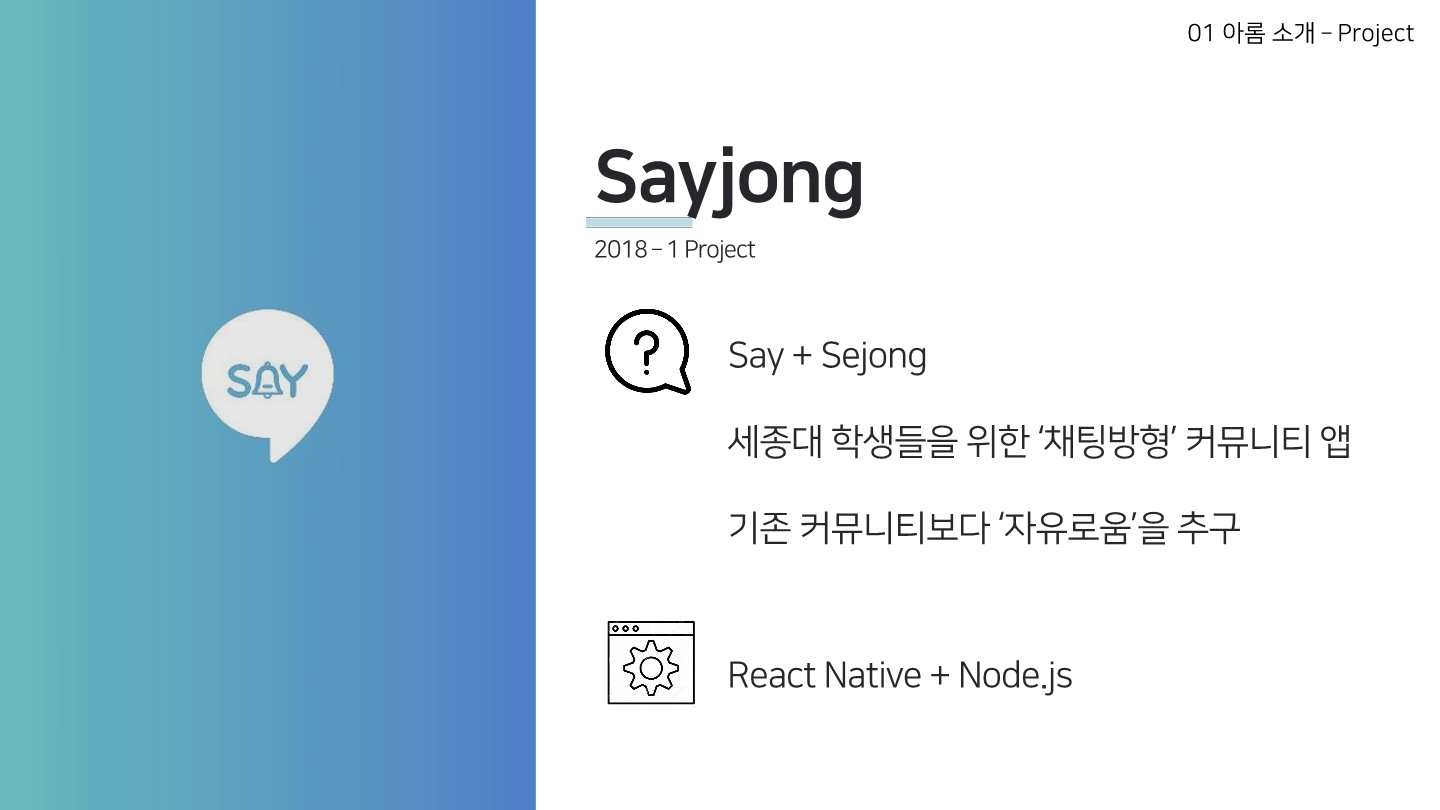 01 아롬 소개 – Project
Sayjong
2018 – 1 Project
SAY
?
Say + Sejong
세종대 학생들을 위한 ‘채팅방형’ 커뮤니티 앱
기존 커뮤니티보다 ‘자유로움’을 추구
React Native + Node.js